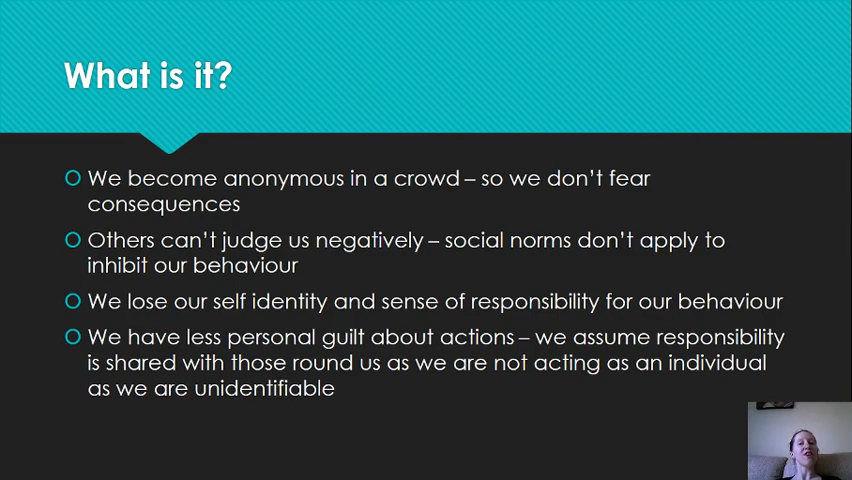 What is it?
We become anonymous in a crowd – so we don't fear
consequences
Others can't judge us negatively – social norms don't apply to
inhibit our behaviour
We lose our self identity and sense of responsibility for our behaviour
We have less personal guilt about actions – we assume responsibility
is shared with those round us as we are not acting as an individual
as we are unidentifiable